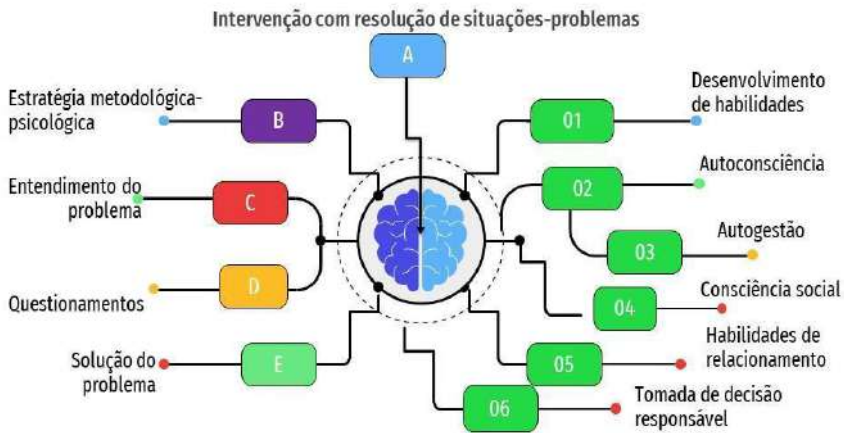 Intervenção com resolução de situações-problemas
A
Estratégia metodológica-
psicológica
B
Entendimento do
problema
C
Questionamentos
D
Solução do
problema
E
01
Desenvolvimento
de habilidades
02
Autoconsciência
03
Autogestão
04
Consciência social
05
Habilidades de
relacionamento
06
Tomada de decisão
responsável